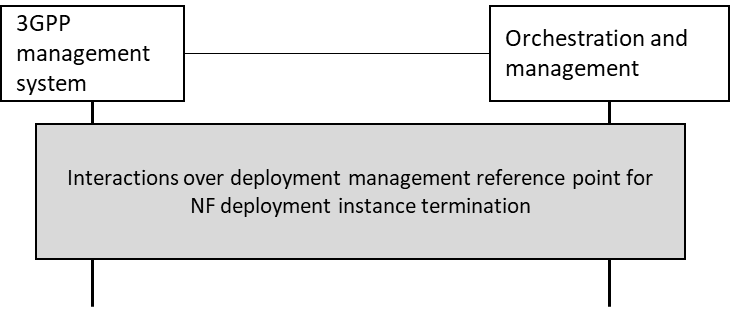 3GPP
management
system
Orchestration and
management
Interactions over deployment management reference point for
NF deployment instance termination